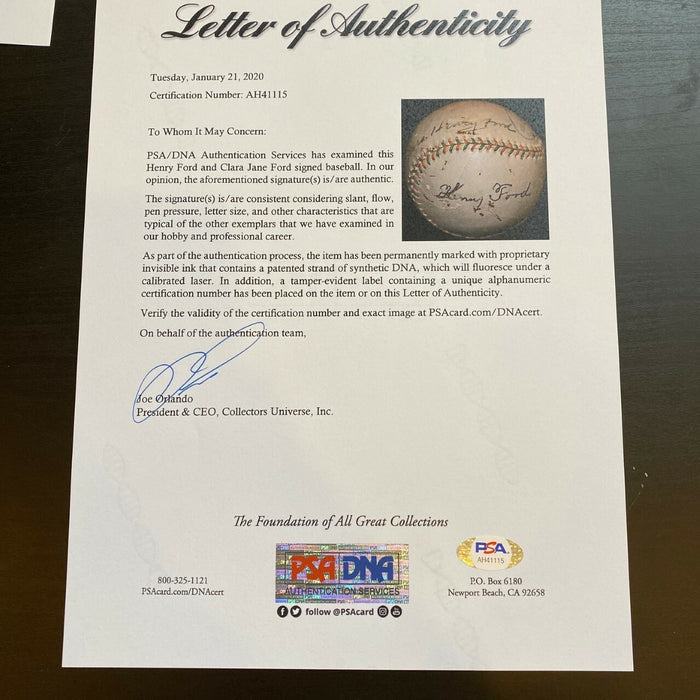 Letter of Authenticity
Tuesday, January 21, 2020
Certification Number: AH41115
To Whom It May Concern:
PSA/DNA Authentication Services has examined this
Henry Ford and Clara Jane Ford signed baseball. In our
opinion, the aforementioned signature(s) is/are authentic.
The signature(s) is/are consistent considering slant, flow,
pen pressure, letter size, and other characteristics that are
typical of the other exemplars that we have examined in
our hobby and professional career.
Henry Ford
Henry Ford
As part of the authentication process, the item has been permanently marked with proprietary
invisible ink that contains a patented strand of synthetic DNA, which will fluoresce under a
calibrated laser. In addition, a tamper-evident label containing a unique alphanumeric
certification number has been placed on the item or on this Letter of Authenticity.
Verify the validity of the certification number and exact image at PSAcard.com/DNAcert.
On behalf of the authentication team,
Joe Orlando
President & CEO, Collectors Universe, Inc.
The Foundation of All Great Collections
800-325-1121
PSAcard.com/DNAcert
PSA DNA
AUTHENTICATION SERVICES
follow @PSAcard
PSA
AH41115
P.O. Box 6180
Newport Beach, CA 92658